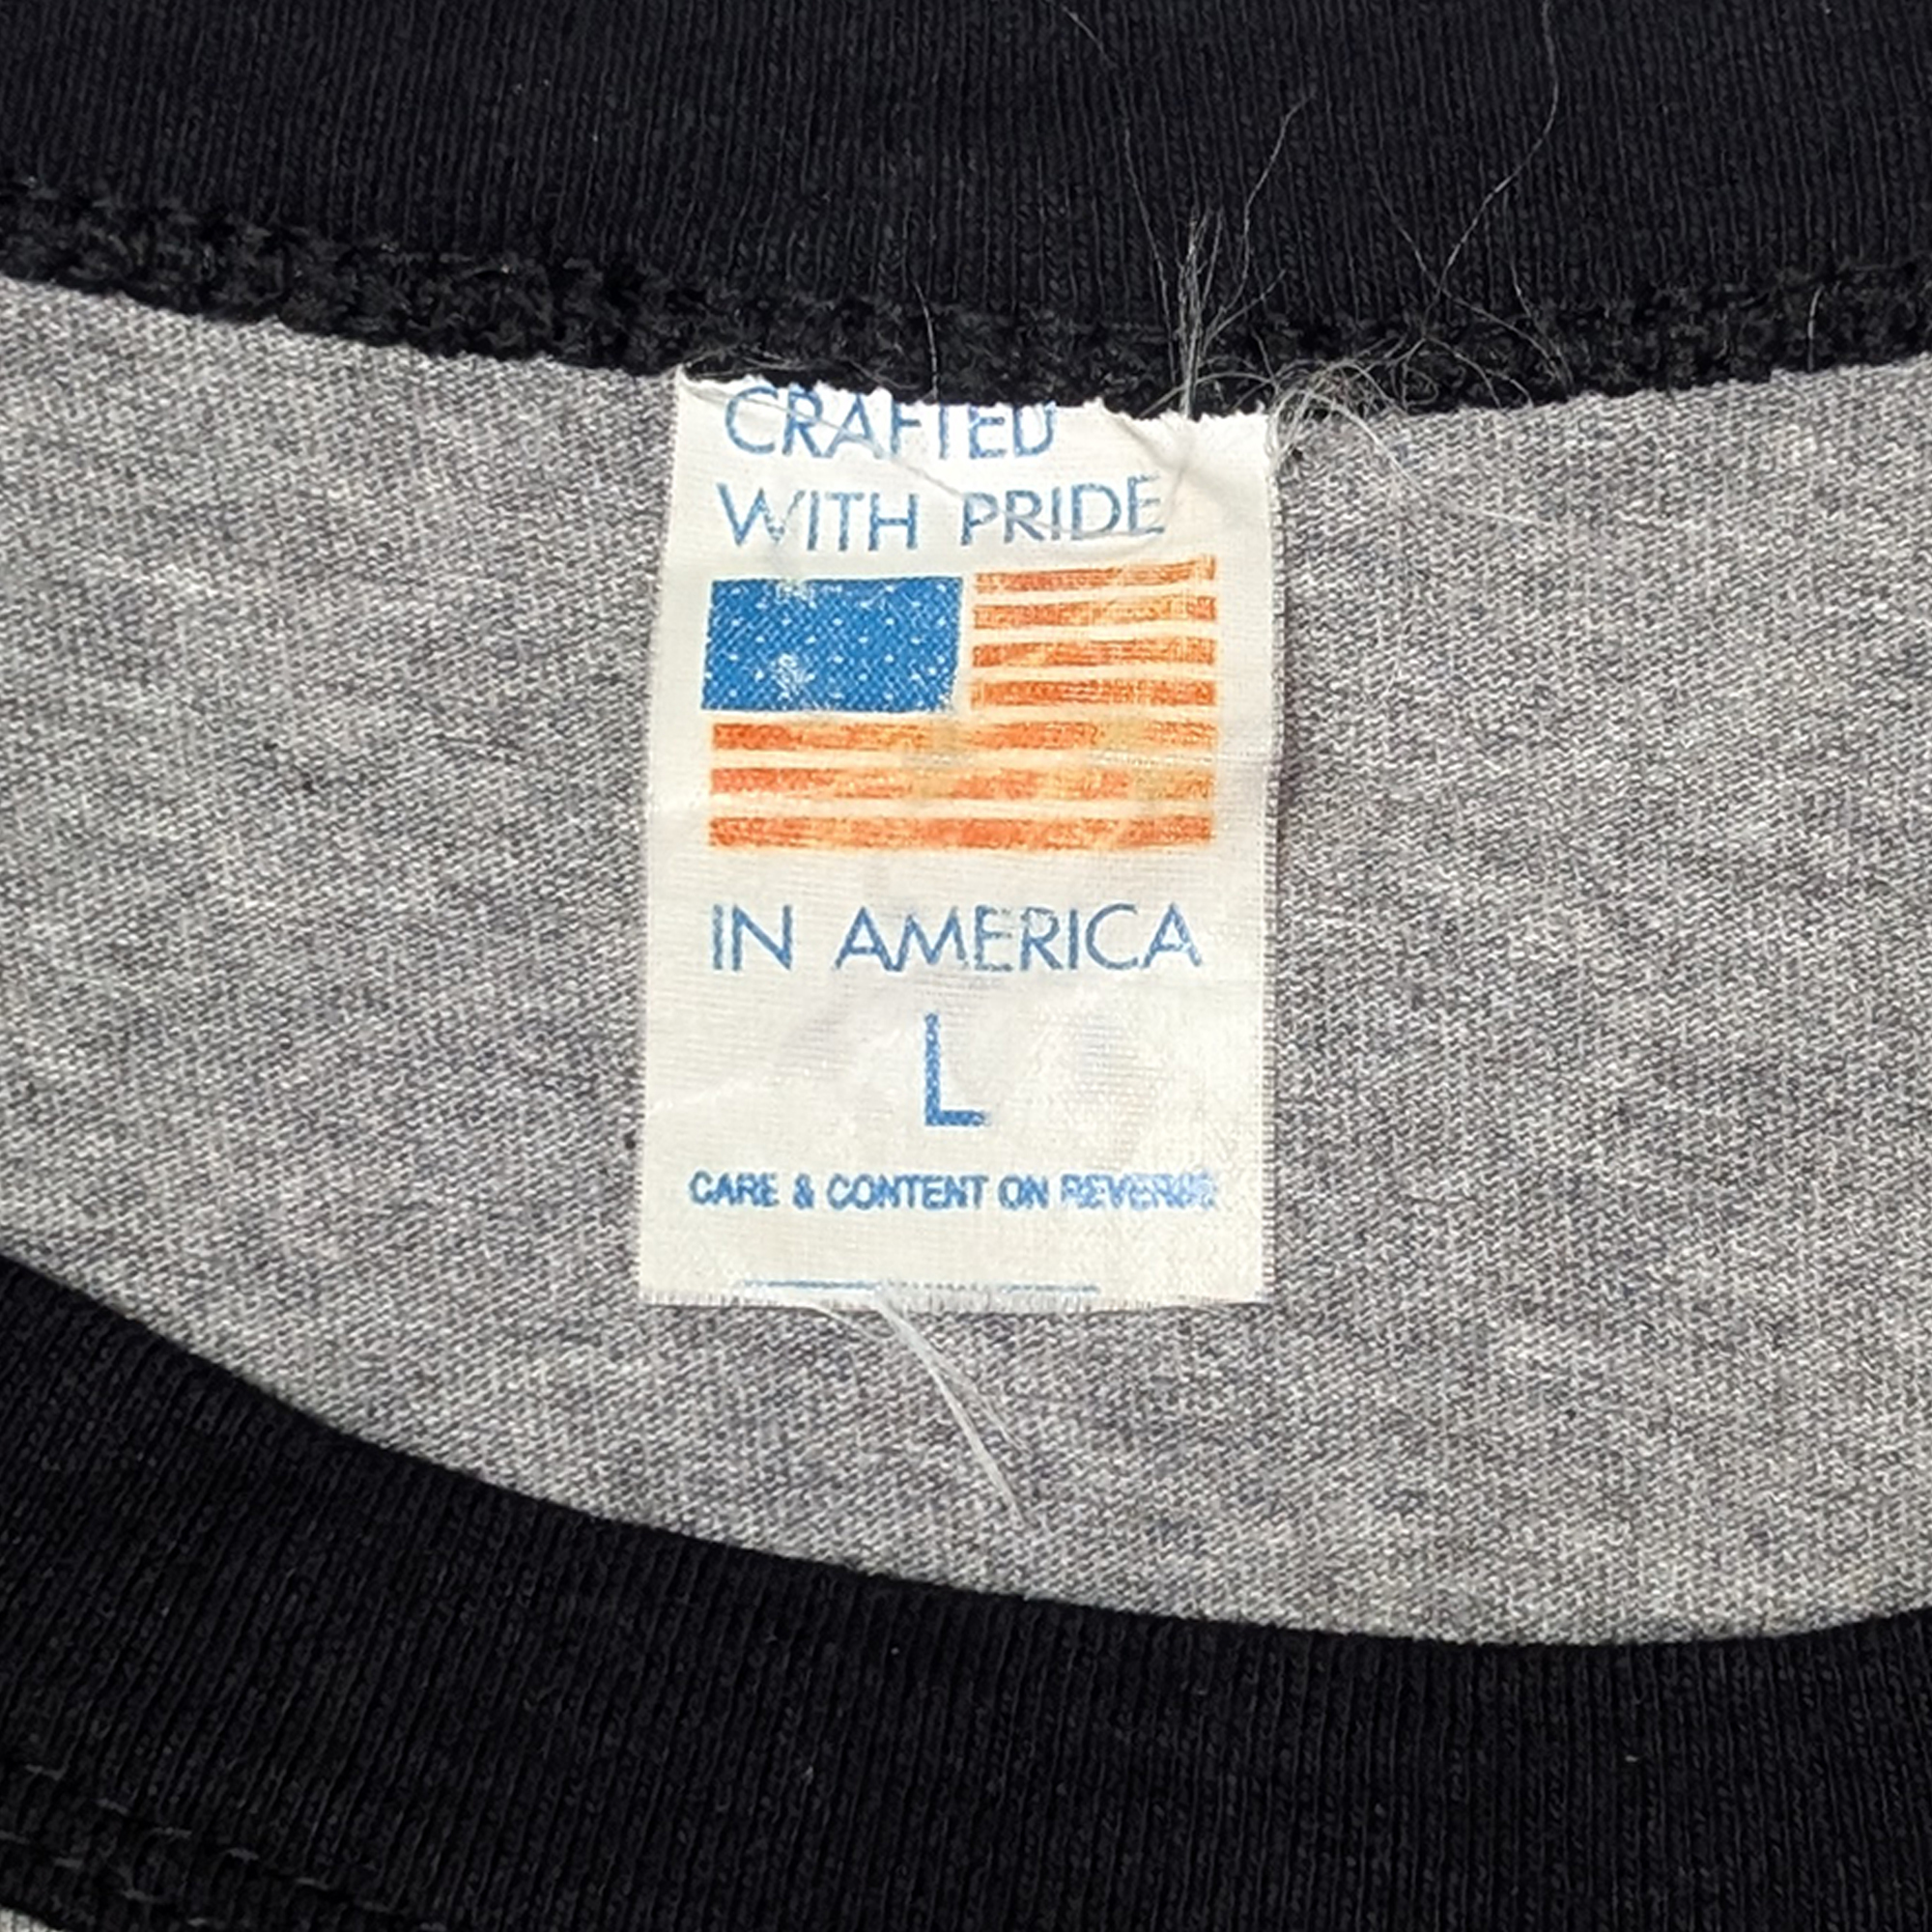 CRAFTED
WITH PRIDE
IN AMERICA
L
CARE & CONTENT ON REVERSE